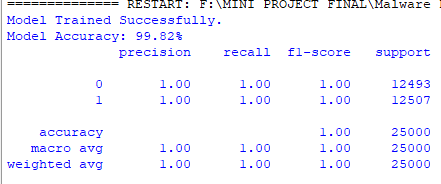 ============== RESTART: F:\MINI PROJECT FINAL\Malware
Model Trained Successfully.
Model Accuracy: 99.82%
precision recall f1-score support
0 1.00 1.00 1.00 12493
1 1.00 1.00 1.00 12507
accuracy 1.00 25000
macro avg 1.00 1.00 1.00 25000
weighted avg 1.00 1.00 1.00 25000